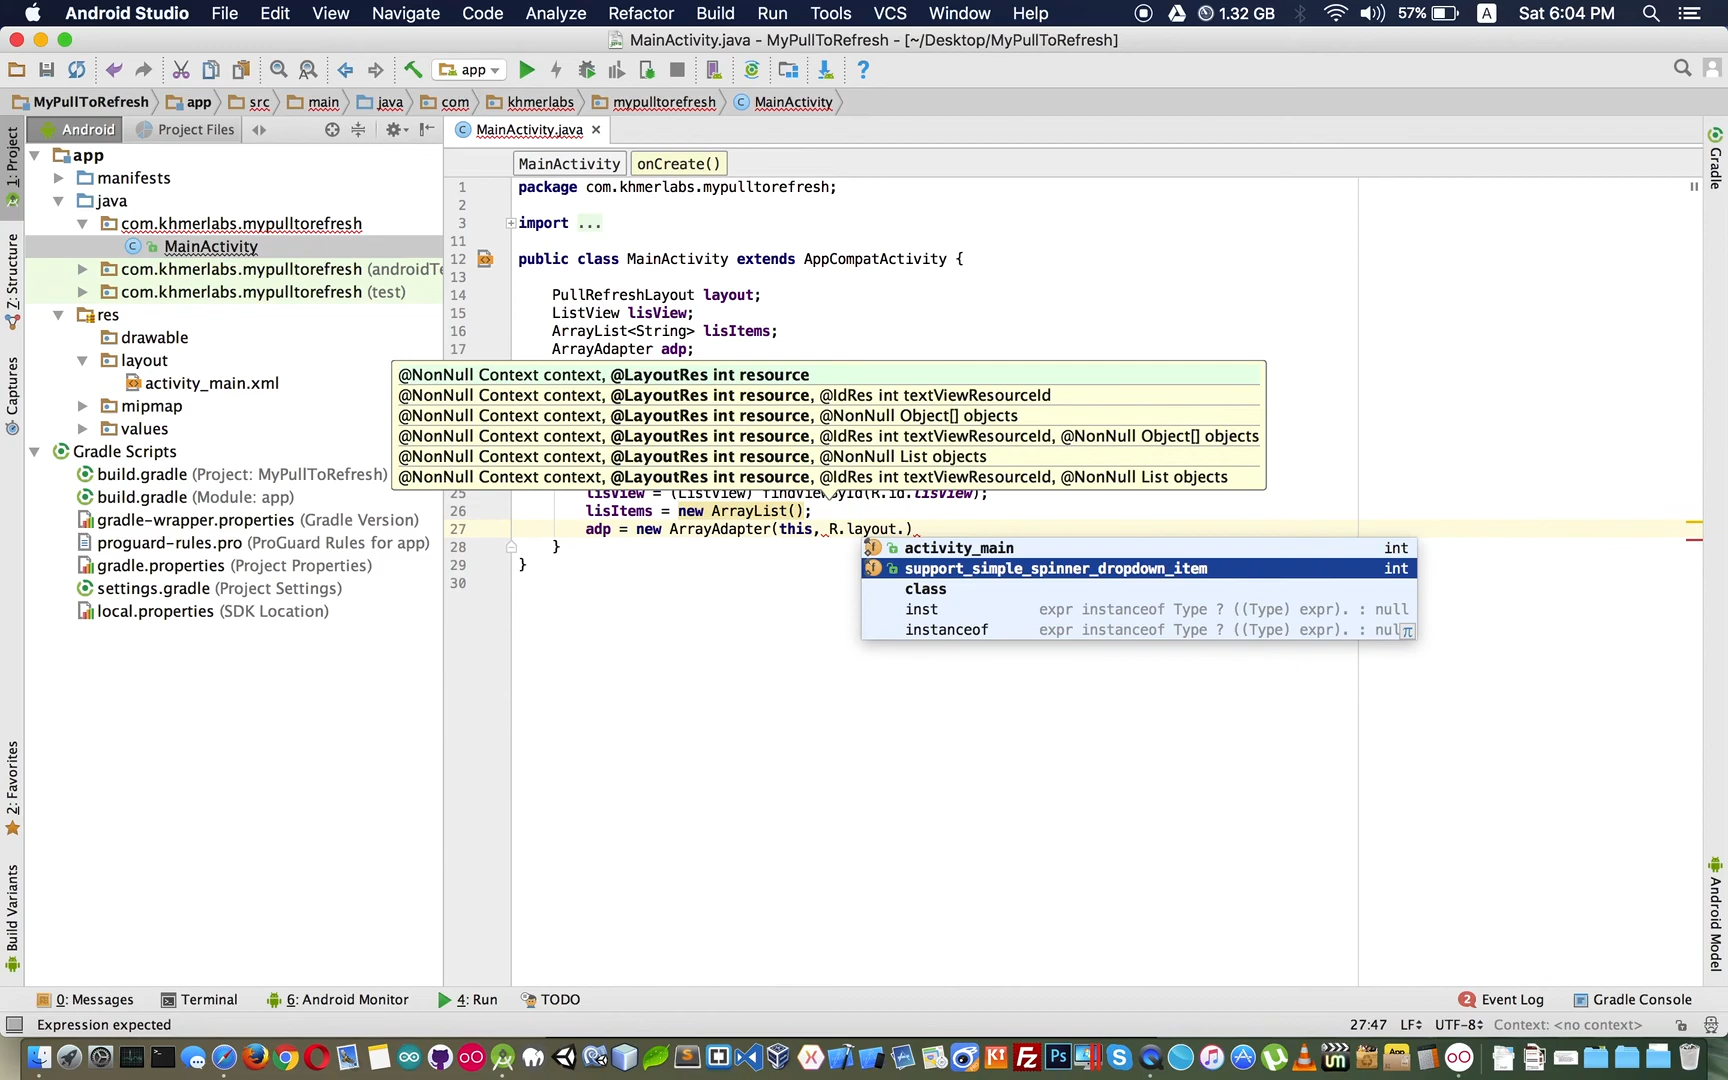 Android Studio File Edit View Navigate Code Analyze Refactor Build Run Tools VCS Window Help 1.32 GB 57% A Sat 6:04 PM
MainActivity.java - MyPullToRefresh - [~/Desktop/MyPullToRefresh]
app
MyPullToRefresh app src main java com khmerlabs mypulltorefresh MainActivity
Android Project Files MainActivity.java
MainActivity onCreate()
1: Project
Z: Structure
Captures
2: Favorites
Build Variants
app
manifests
java
com.khmerlabs.mypulltorefresh
MainActivity
com.khmerlabs.mypulltorefresh (androidTe
com.khmerlabs.mypulltorefresh (test)
res
drawable
layout
activity_main.xml
mipmap
values
Gradle Scripts
build.gradle (Project: MyPullToRefresh)
build.gradle (Module: app)
gradle-wrapper.properties (Gradle Version)
proguard-rules.pro (ProGuard Rules for app)
gradle.properties (Project Properties)
settings.gradle (Project Settings)
local.properties (SDK Location)
1 package com.khmerlabs.mypulltorefresh;
2
3 import ...
11
12 public class MainActivity extends AppCompatActivity {
13
14 PullRefreshLayout layout;
15 ListView lisView;
16 ArrayList<String> lisItems;
17 ArrayAdapter adp;
@NonNull Context context, @LayoutRes int resource
@NonNull Context context, @LayoutRes int resource, @IdRes int textViewResourceId
@NonNull Context context, @LayoutRes int resource, @NonNull Object[] objects
@NonNull Context context, @LayoutRes int resource, @IdRes int textViewResourceId, @NonNull Object[] objects
@NonNull Context context, @LayoutRes int resource, @NonNull List objects
@NonNull Context context, @LayoutRes int resource, @IdRes int textViewResourceId, @NonNull List objects
25 lisView = (ListView) findViewById(R.id.lisView);
26 lisItems = new ArrayList();
27 adp = new ArrayAdapter(this, R.layout.)
28 }
29 }
30
activity_main int
support_simple_spinner_dropdown_item int
class
inst expr instanceof Type ? ((Type) expr). : null
instanceof expr instanceof Type ? ((Type) expr). : nul
Gradle
Android Model
0: Messages Terminal 6: Android Monitor 4: Run TODO 2 Event Log Gradle Console
Expression expected 27:47 LF UTF-8 Context: <no context>